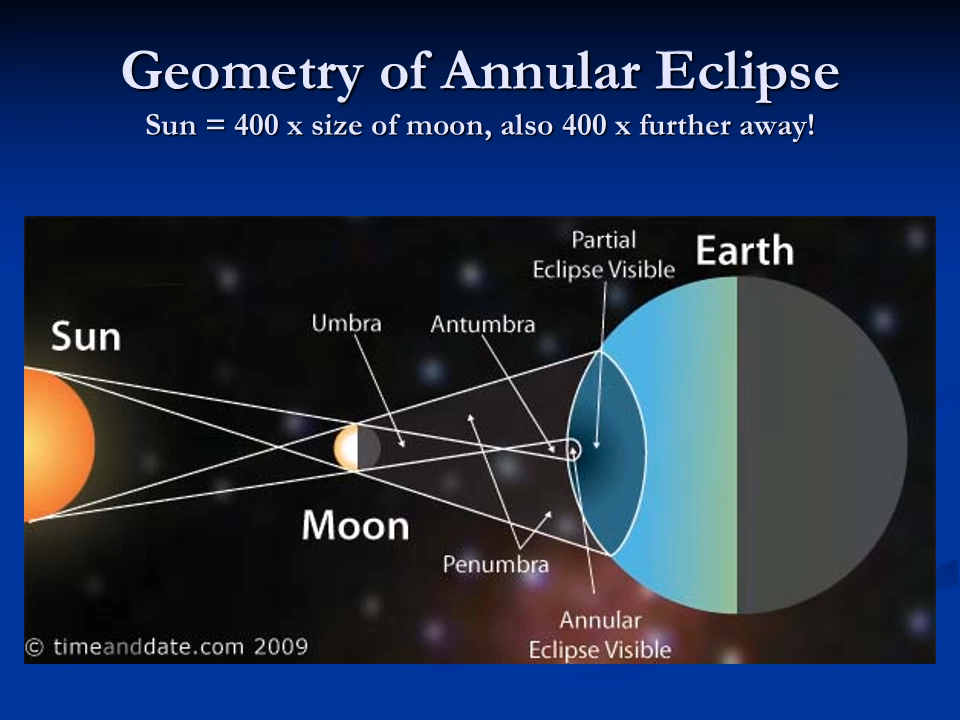 Geometry of Annular Eclipse
Sun = 400 x size of moon, also 400 x further away!
Partial
Eclipse Visible
Earth
Umbra
Antumbra
Sun
Moon
Penumbra
Annular
Eclipse Visible
© timeanddate.com 2009